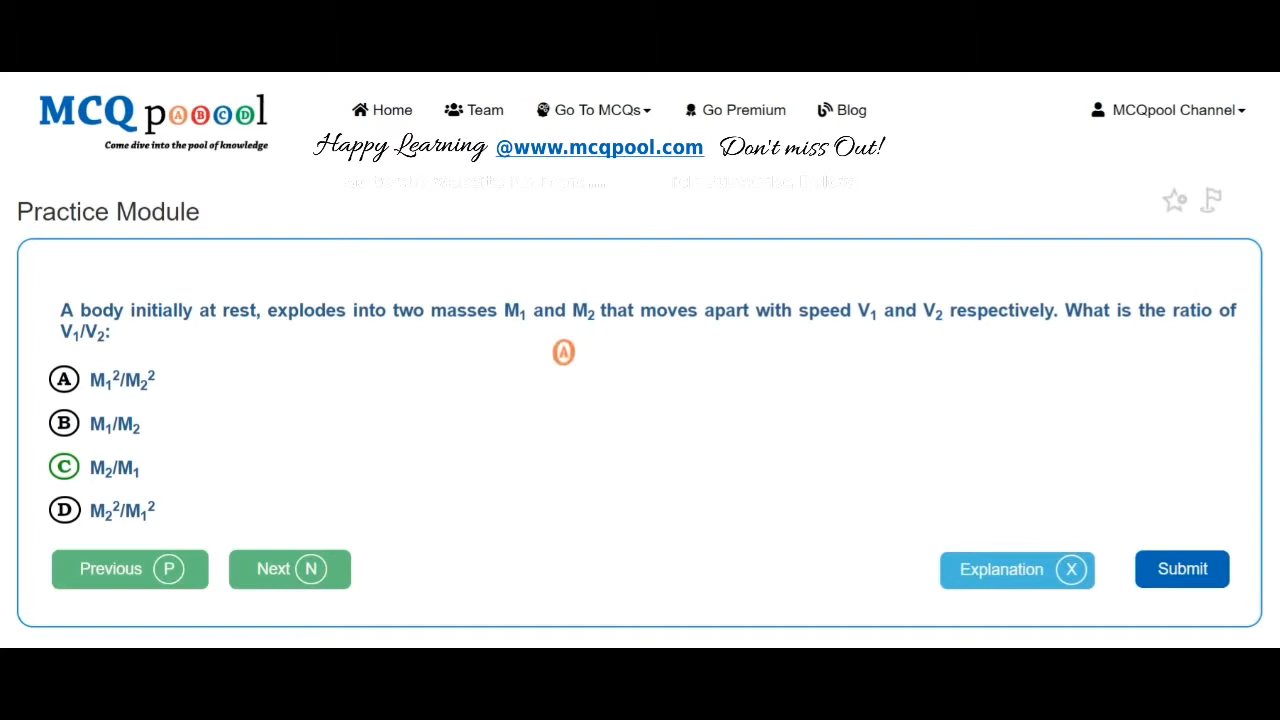 MCQ pABCDl
Come dive into the pool of knowledge
Home Team Go To MCQs Go Premium Blog MCQpool Channel
Happy Learning @www.mcqpool.com Don't miss Out!
Practice Module
A body initially at rest, explodes into two masses M₁ and M₂ that moves apart with speed V₁ and V₂ respectively. What is the ratio of
V₁/V₂:
A
A M₁²/M₂²
B M₁/M₂
C M₂/M₁
D M₂²/M₁²
Previous P Next N Explanation X Submit